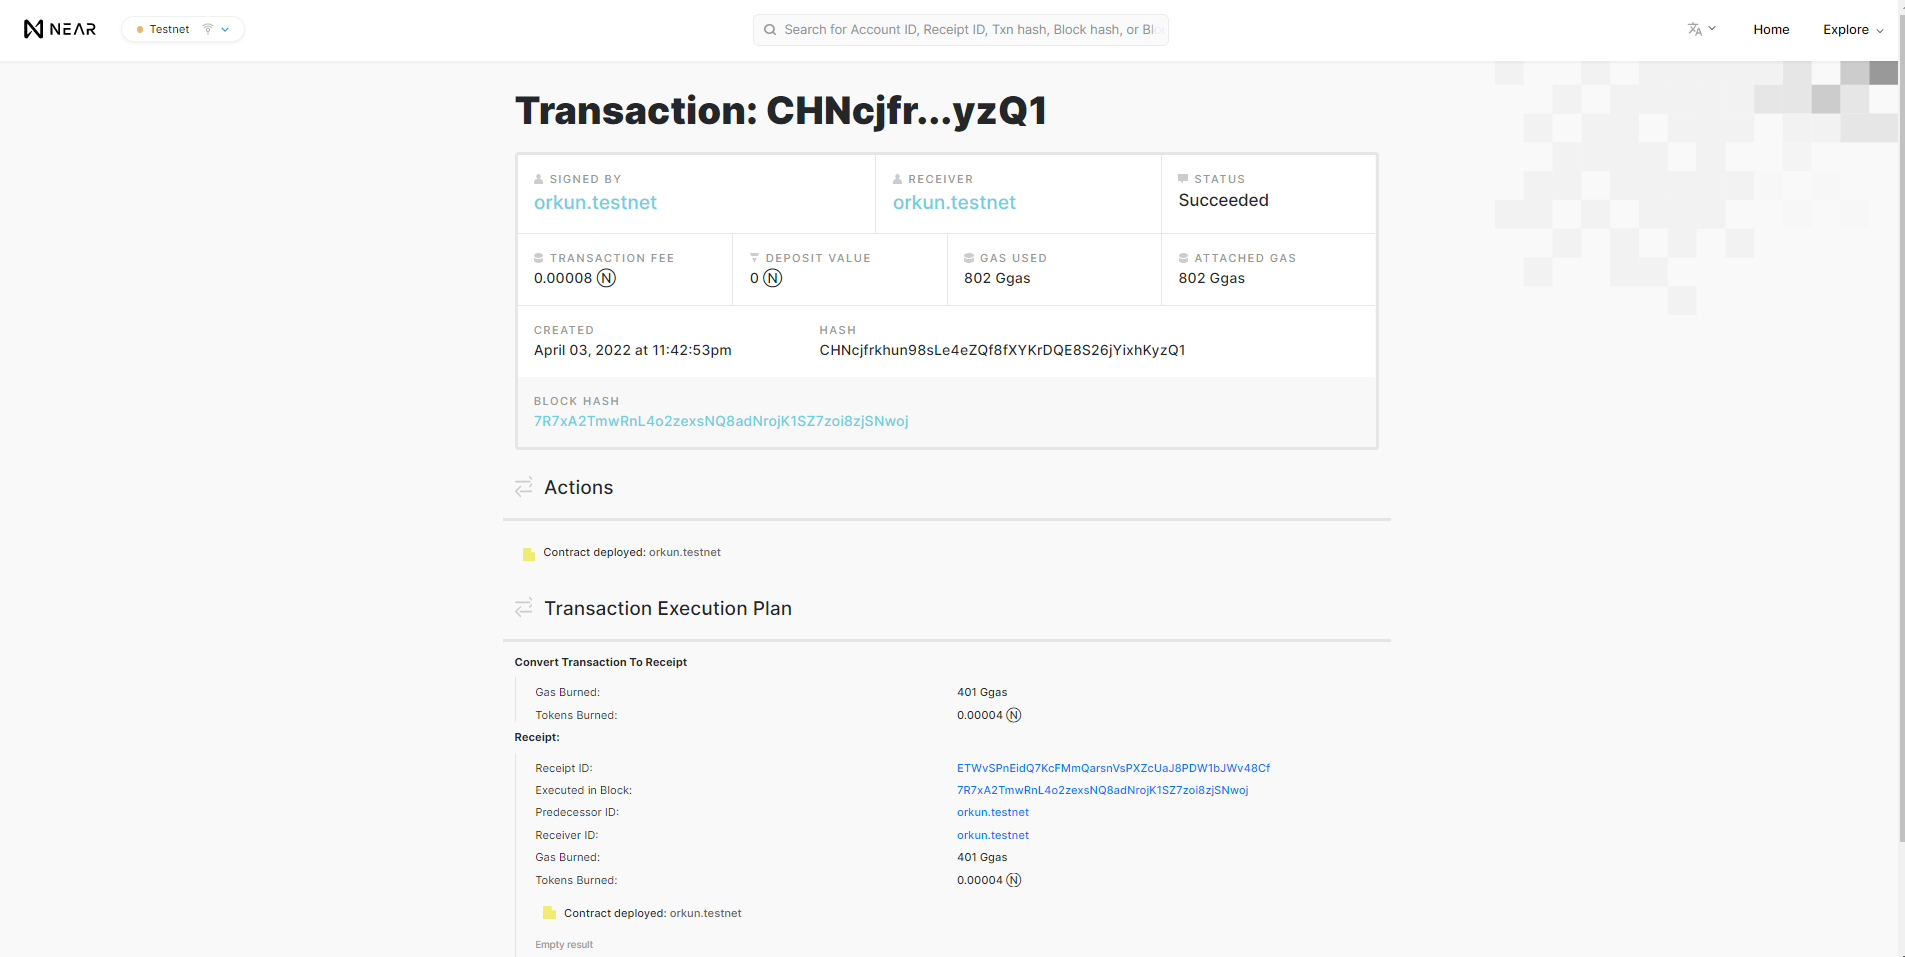 NEAR
Testnet
Search for Account ID, Receipt ID, Txn hash, Block hash, or Blo
Home
Explore
Transaction: CHNcjfr...yzQ1
SIGNED BY
orkun.testnet
RECEIVER
orkun.testnet
STATUS
Succeeded
TRANSACTION FEE
0.00008 Ⓝ
DEPOSIT VALUE
0 Ⓝ
GAS USED
802 Ggas
ATTACHED GAS
802 Ggas
CREATED
April 03, 2022 at 11:42:53pm
HASH
CHNcjfrkhun98sLe4eZQf8fXYKrDQE8S26jYixhKyzQ1
BLOCK HASH
7R7xA2TmwRnL4o2zexsNQ8adNrojK1SZ7zoi8zjSNwoj
Actions
Contract deployed: orkun.testnet
Transaction Execution Plan
Convert Transaction To Receipt
Gas Burned: 401 Ggas
Tokens Burned: 0.00004 Ⓝ
Receipt:
Receipt ID: ETWvSPnEidQ7KcFMmQarsnVsPXZcUaJ8PDW1bJWv48Cf
Executed in Block: 7R7xA2TmwRnL4o2zexsNQ8adNrojK1SZ7zoi8zjSNwoj
Predecessor ID: orkun.testnet
Receiver ID: orkun.testnet
Gas Burned: 401 Ggas
Tokens Burned: 0.00004 Ⓝ
Contract deployed: orkun.testnet
Empty result